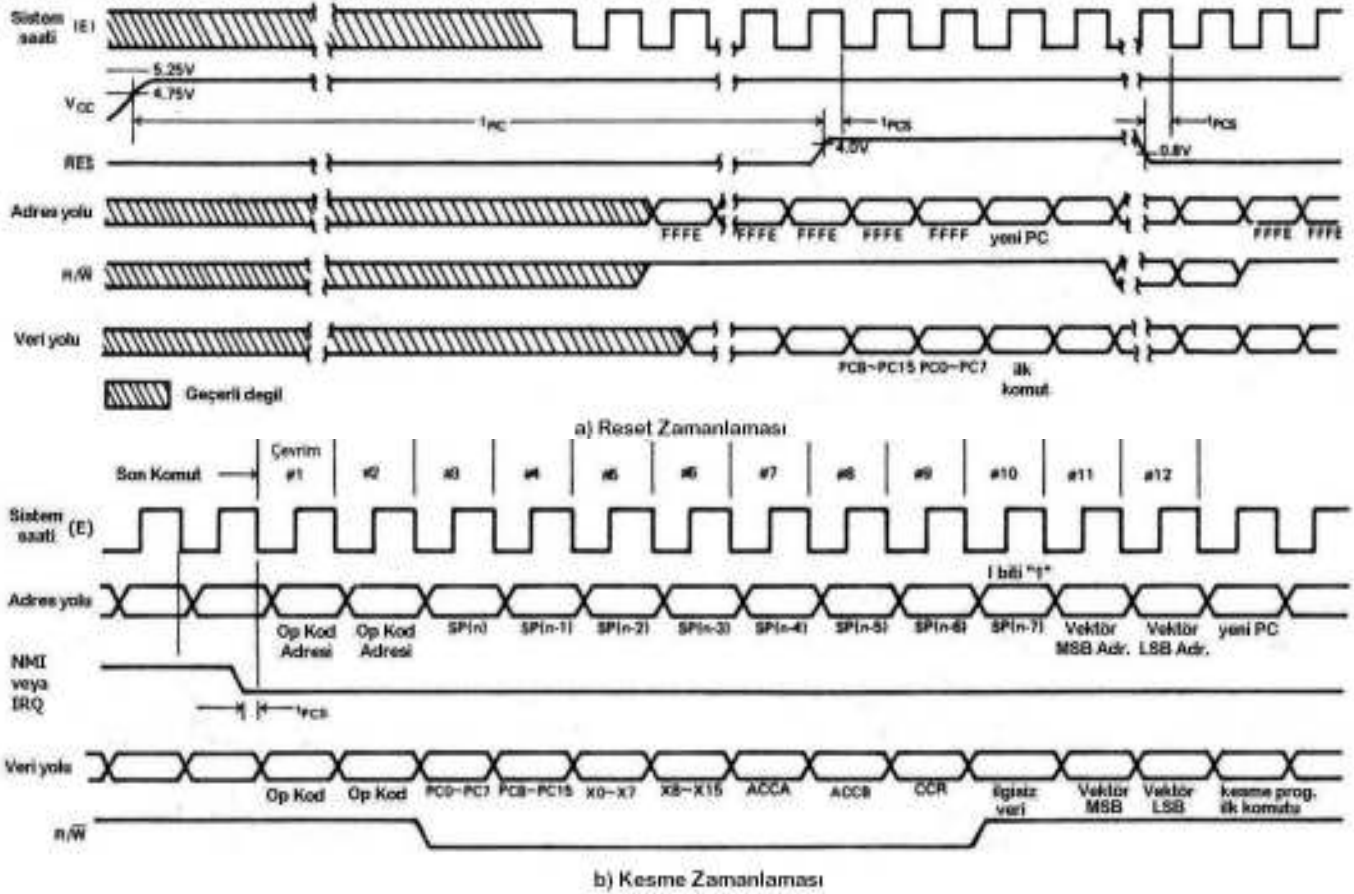 Sistem (E)
saati
5.25V
4.75V
VCC
tPCS
tPCS
4.0V
0.8V
RES
Adres yolu
FFFE FFFE FFFE FFFE FFFF yeni PC FFFE FFFE
R/W
Veri yolu
PC8~PC15 PC0~PC7 ilk
komut
Geçerli degil
a) Reset Zamanlaması
Çevrim
Son Komut #1 #2 #3 #4 #5 #6 #7 #8 #9 #10 #11 #12
Sistem (E)
saati
I biti "1"
Adres yolu
Op Kod Op Kod SP(n) SP(n-1) SP(n-2) SP(n-3) SP(n-4) SP(n-5) SP(n-6) SP(n-7) Vektör Vektör yeni PC
Adresi Adresi MSB Adr. LSB Adr.
NMI
veya
IRQ
tPCS
Veri yolu
Op Kod Op Kod PC0~PC7 PC8~PC15 X0~X7 X8~X15 ACCA ACCB CCR ilgisiz Vektör Vektör kesme prog.
veri MSB LSB ilk komutu
R/W
b) Kesme Zamanlaması